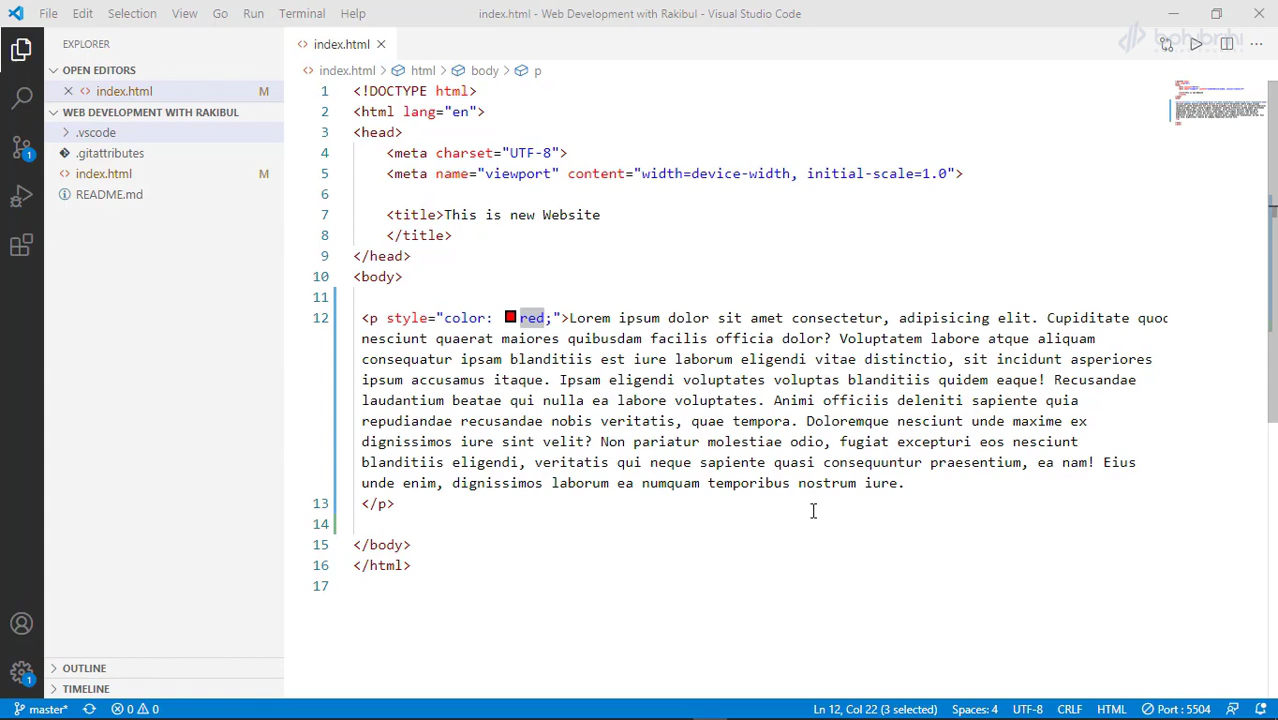 File Edit Selection View Go Run Terminal Help index.html - Web Development with Rakibul - Visual Studio Code
EXPLORER
index.html
OPEN EDITORS
index.html M
WEB DEVELOPMENT WITH RAKIBUL
.vscode
.gitattributes
index.html M
README.md
OUTLINE
TIMELINE
index.html > html > body > p
1 <!DOCTYPE html>
2 <html lang="en">
3 <head>
4 <meta charset="UTF-8">
5 <meta name="viewport" content="width=device-width, initial-scale=1.0">
6
7 <title>This is new Website
8 </title>
9 </head>
10 <body>
11
12 <p style="color: red;">Lorem ipsum dolor sit amet consectetur, adipisicing elit. Cupiditate quod
nesciunt quaerat maiores quibusdam facilis officia dolor? Voluptatem labore atque aliquam
consequatur ipsam blanditiis est iure laborum eligendi vitae distinctio, sit incidunt asperiores
ipsum accusamus itaque. Ipsam eligendi voluptates voluptas blanditiis quidem eaque! Recusandae
laudantium beatae qui nulla ea labore voluptates. Animi officiis deleniti sapiente quia
repudiandae recusandae nobis veritatis, quae tempora. Doloremque nesciunt unde maxime ex
dignissimos iure sint velit? Non pariatur molestiae odio, fugiat excepturi eos nesciunt
blanditiis eligendi, veritatis qui neque sapiente quasi consequuntur praesentium, ea nam! Eius
unde enim, dignissimos laborum ea numquam temporibus nostrum iure.
13 </p>
14
15 </body>
16 </html>
17
1
1
master* 0 0 Ln 12, Col 22 (3 selected) Spaces: 4 UTF-8 CRLF HTML Port : 5504